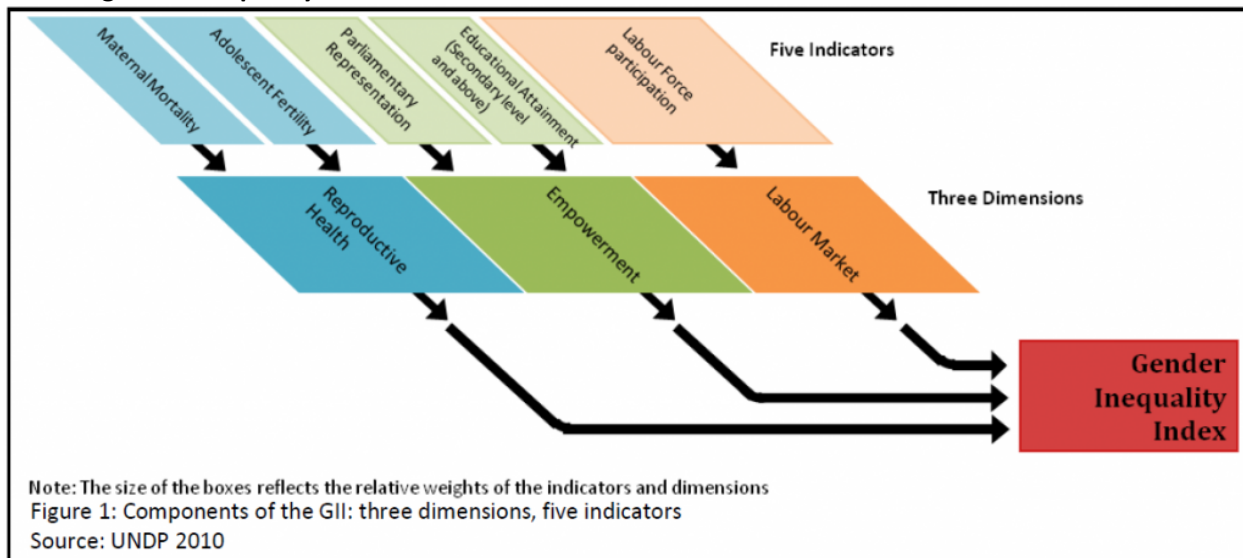 Maternal Mortality
Adolescent Fertility
Parliamentary
Representation
Educational Attainment
(Secondary level
and above)
Labour Force
participation
Five Indicators
Reproductive
Health
Empowerment
Labour Market
Three Dimensions
Gender
Inequality
Index
Note: The size of the boxes reflects the relative weights of the indicators and dimensions
Figure 1: Components of the GII: three dimensions, five indicators
Source: UNDP 2010